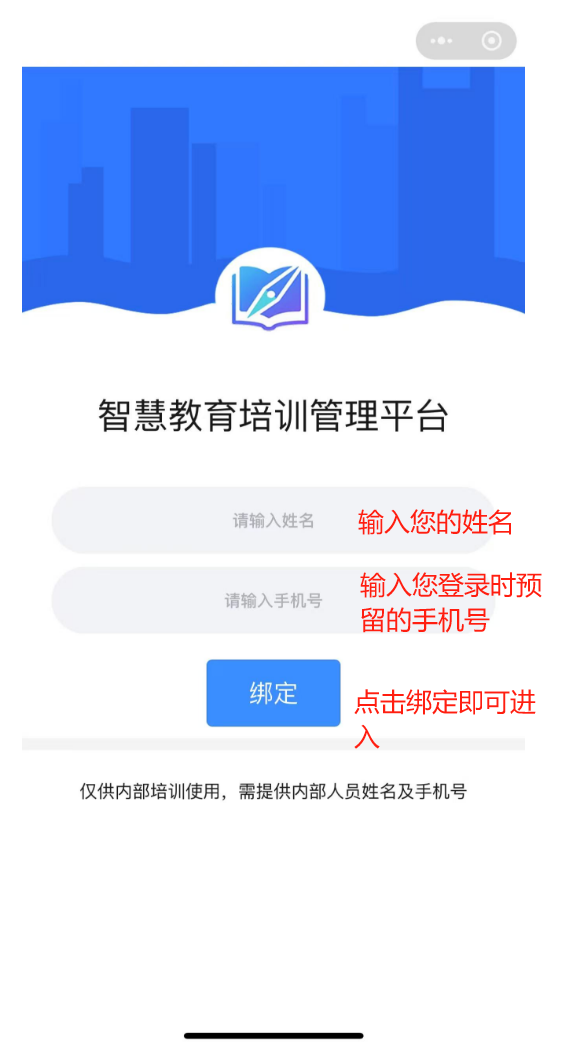 智慧教育培训管理平台
请输入姓名
输入您的姓名
请输入手机号
输入您登录时预
留的手机号
绑定
点击绑定即可进
入
仅供内部培训使用，需提供内部人员姓名及手机号